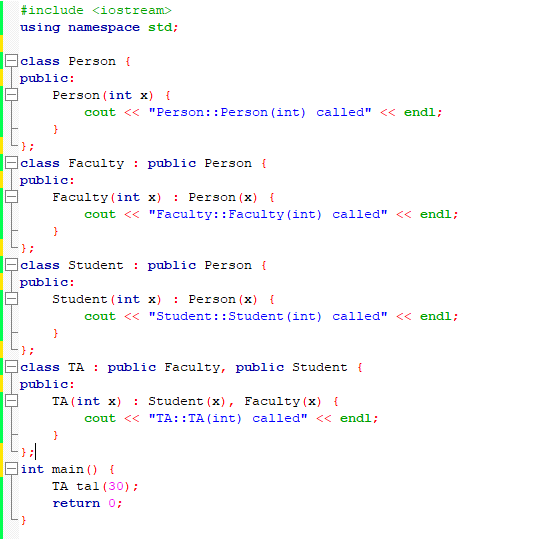 #include <iostream>
using namespace std;
class Person {
public:
Person(int x) {
cout << "Person::Person(int) called" << endl;
}
};
class Faculty : public Person {
public:
Faculty(int x) : Person(x) {
cout << "Faculty::Faculty(int) called" << endl;
}
};
class Student : public Person {
public:
Student(int x) : Person(x) {
cout << "Student::Student(int) called" << endl;
}
};
class TA : public Faculty, public Student {
public:
TA(int x) : Student(x), Faculty(x) {
cout << "TA::TA(int) called" << endl;
}
};
int main() {
TA ta1(30);
return 0;
}